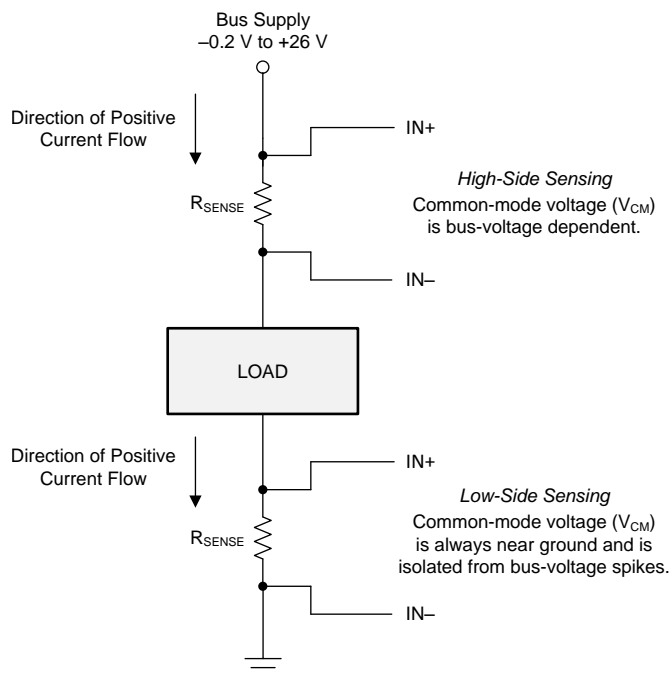 Bus Supply
–0.2 V to +26 V
Direction of Positive
Current Flow
IN+
High-Side Sensing
Common-mode voltage (VCM)
is bus-voltage dependent.
RSENSE
IN–
LOAD
Direction of Positive
Current Flow
IN+
Low-Side Sensing
Common-mode voltage (VCM)
is always near ground and is
isolated from bus-voltage spikes.
RSENSE
IN–